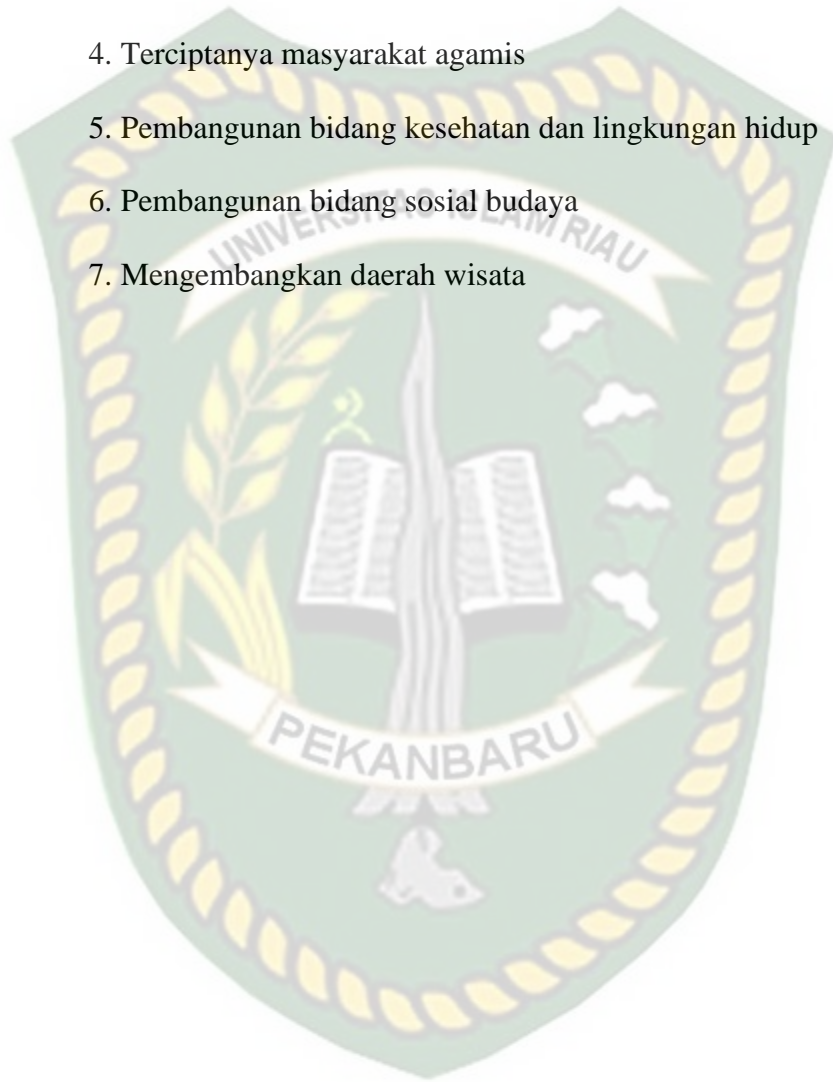 4. Terciptanya masyarakat agamis
5. Pembangunan bidang kesehatan dan lingkungan hidup
6. Pembangunan bidang sosial budaya
UNIVERSITAS ISLAM RIAU
7. Mengembangkan daerah wisata
PEKANBARU